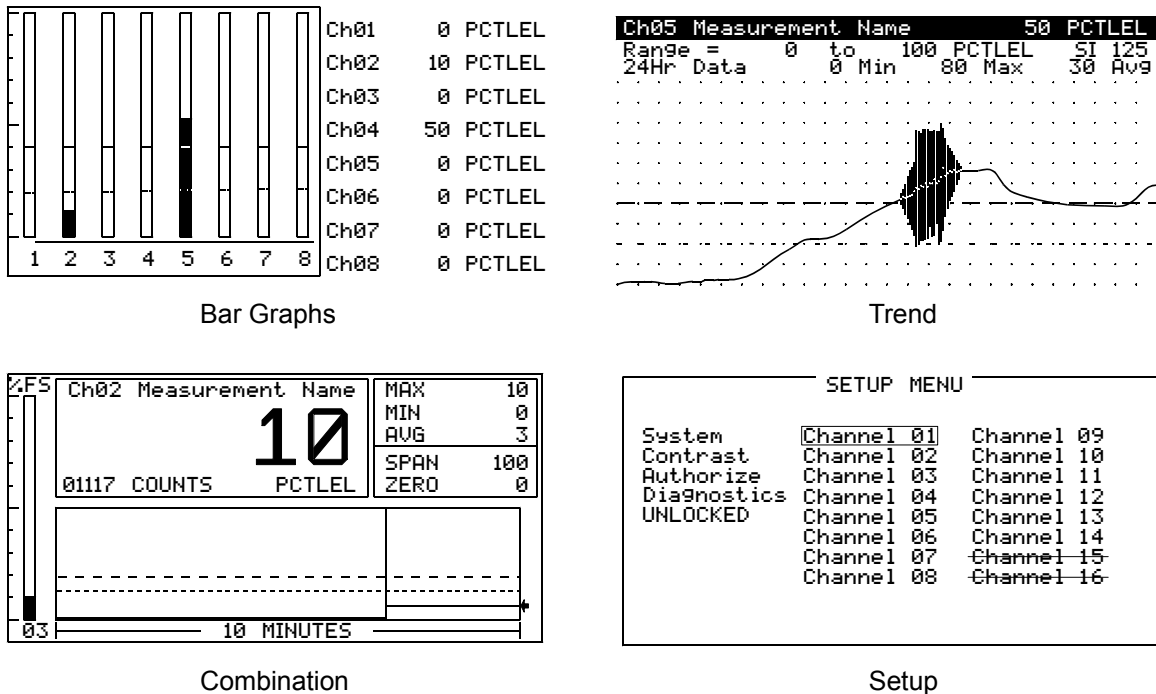 Ch01 0 PCTLEL
Ch02 10 PCTLEL
Ch03 0 PCTLEL
Ch04 50 PCTLEL
Ch05 0 PCTLEL
Ch06 0 PCTLEL
Ch07 0 PCTLEL
Ch08 0 PCTLEL
1 2 3 4 5 6 7 8
Bar Graphs
Ch05 Measurement Name 50 PCTLEL
Range = 0 to 100 PCTLEL SI 125
24Hr Data 0 Min 80 Max 30 Avg
Trend
%FS
Ch02 Measurement Name
10
01117 COUNTS PCTLEL
MAX 10
MIN 0
AVG 3
SPAN 100
ZERO 0
03
10 MINUTES
Combination
SETUP MENU
System Channel 01 Channel 09
Contrast Channel 02 Channel 10
Authorize Channel 03 Channel 11
Diagnostics Channel 04 Channel 12
UNLOCKED Channel 05 Channel 13
Channel 06 Channel 14
Channel 07 Channel 15
Channel 08 Channel 16
Setup